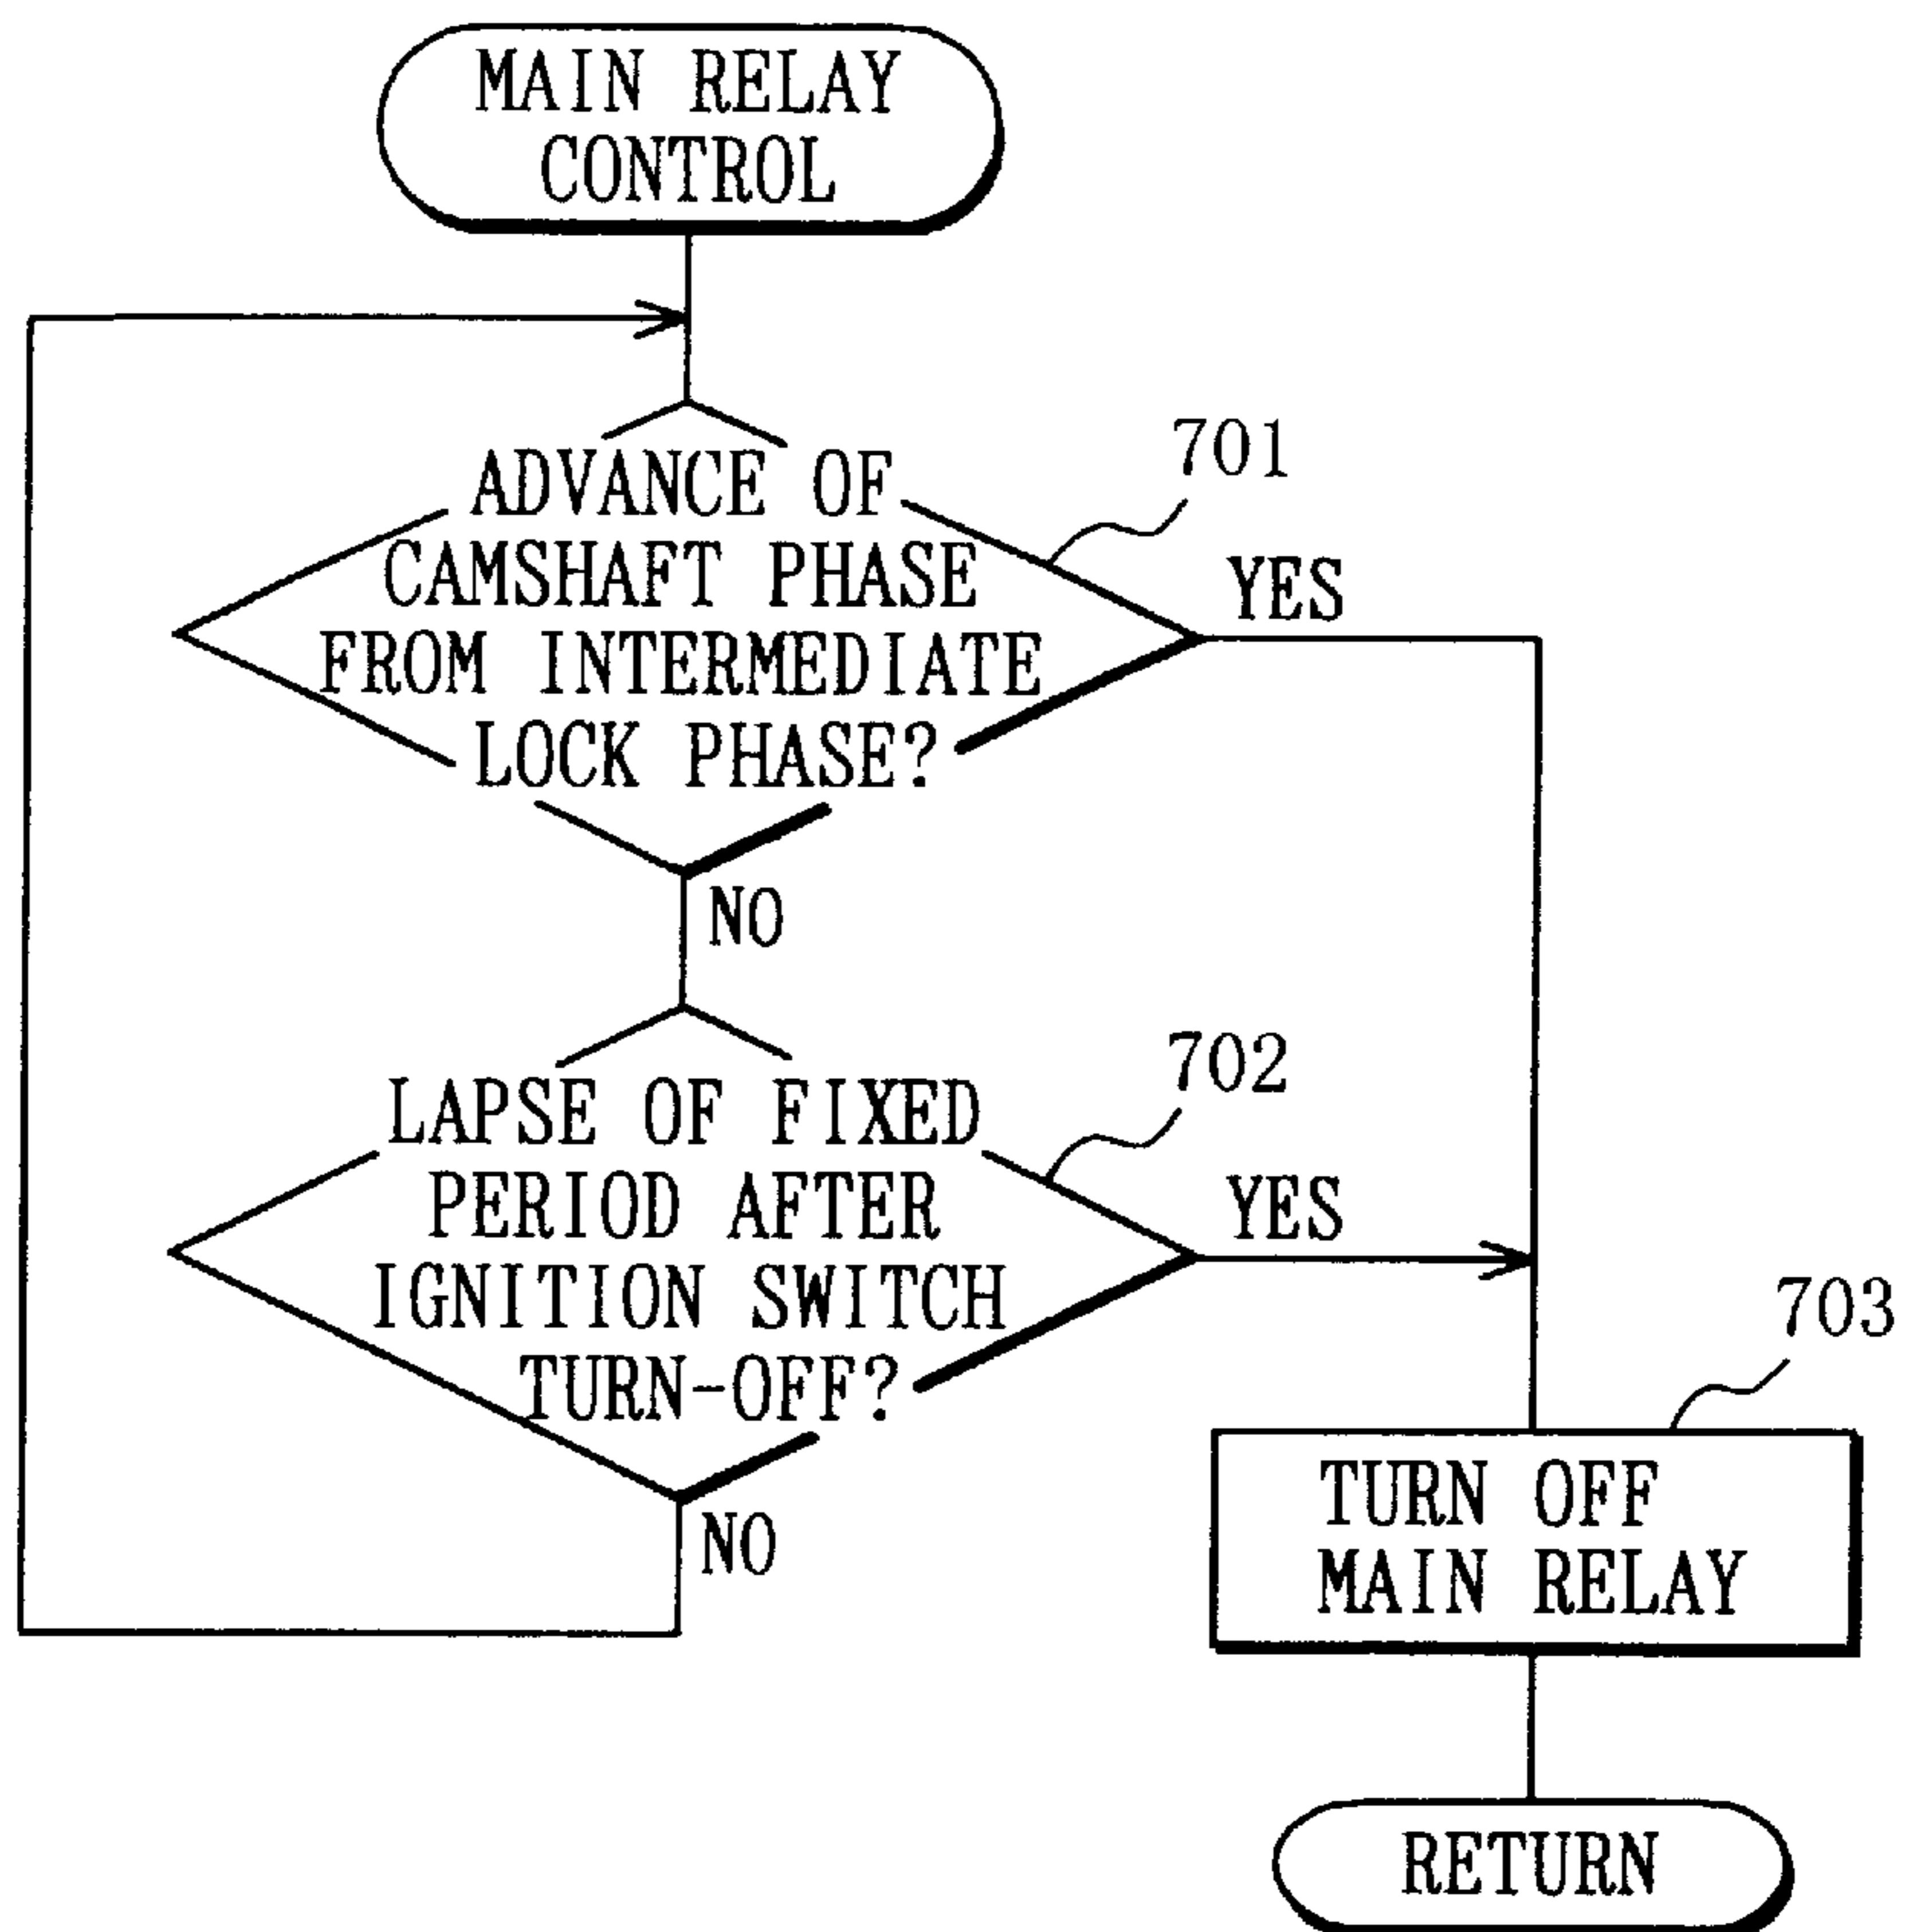 MAIN RELAY
CONTROL
701
ADVANCE OF
CAMSHAFT PHASE
FROM INTERMEDIATE
LOCK PHASE?
YES
NO
702
LAPSE OF FIXED
PERIOD AFTER
IGNITION SWITCH
TURN-OFF?
YES
NO
703
TURN OFF
MAIN RELAY
RETURN